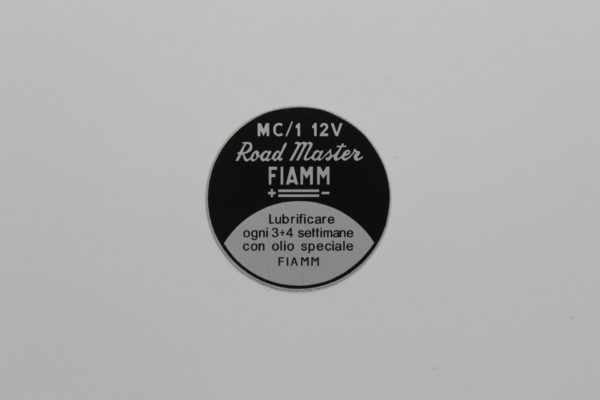 MC/1 12V
Road Master
FIAMM
+ −
Lubrificare
ogni 3÷4 settimane
con olio speciale
FIAMM